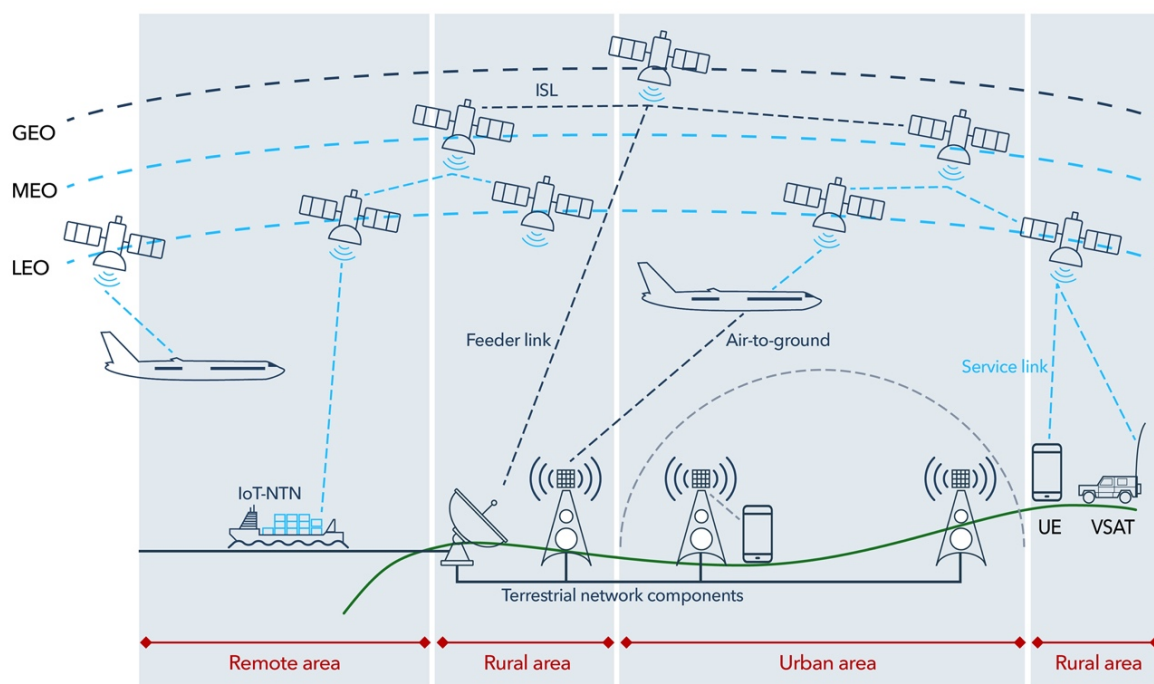 ISL
GEO
MEO
LEO
Feeder link
Air-to-ground
Service link
IoT-NTN
UE
VSAT
Terrestrial network components
Remote area
Rural area
Urban area
Rural area